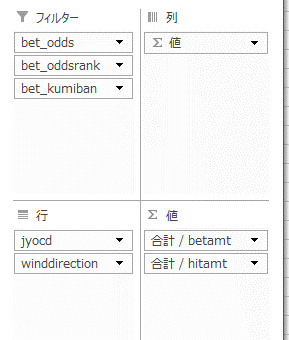 フィルター
bet_odds
bet_oddsrank
bet_kumiban
列
Σ 値
行
jyocd
winddirection
Σ 値
合計 / betamt
合計 / hitamt